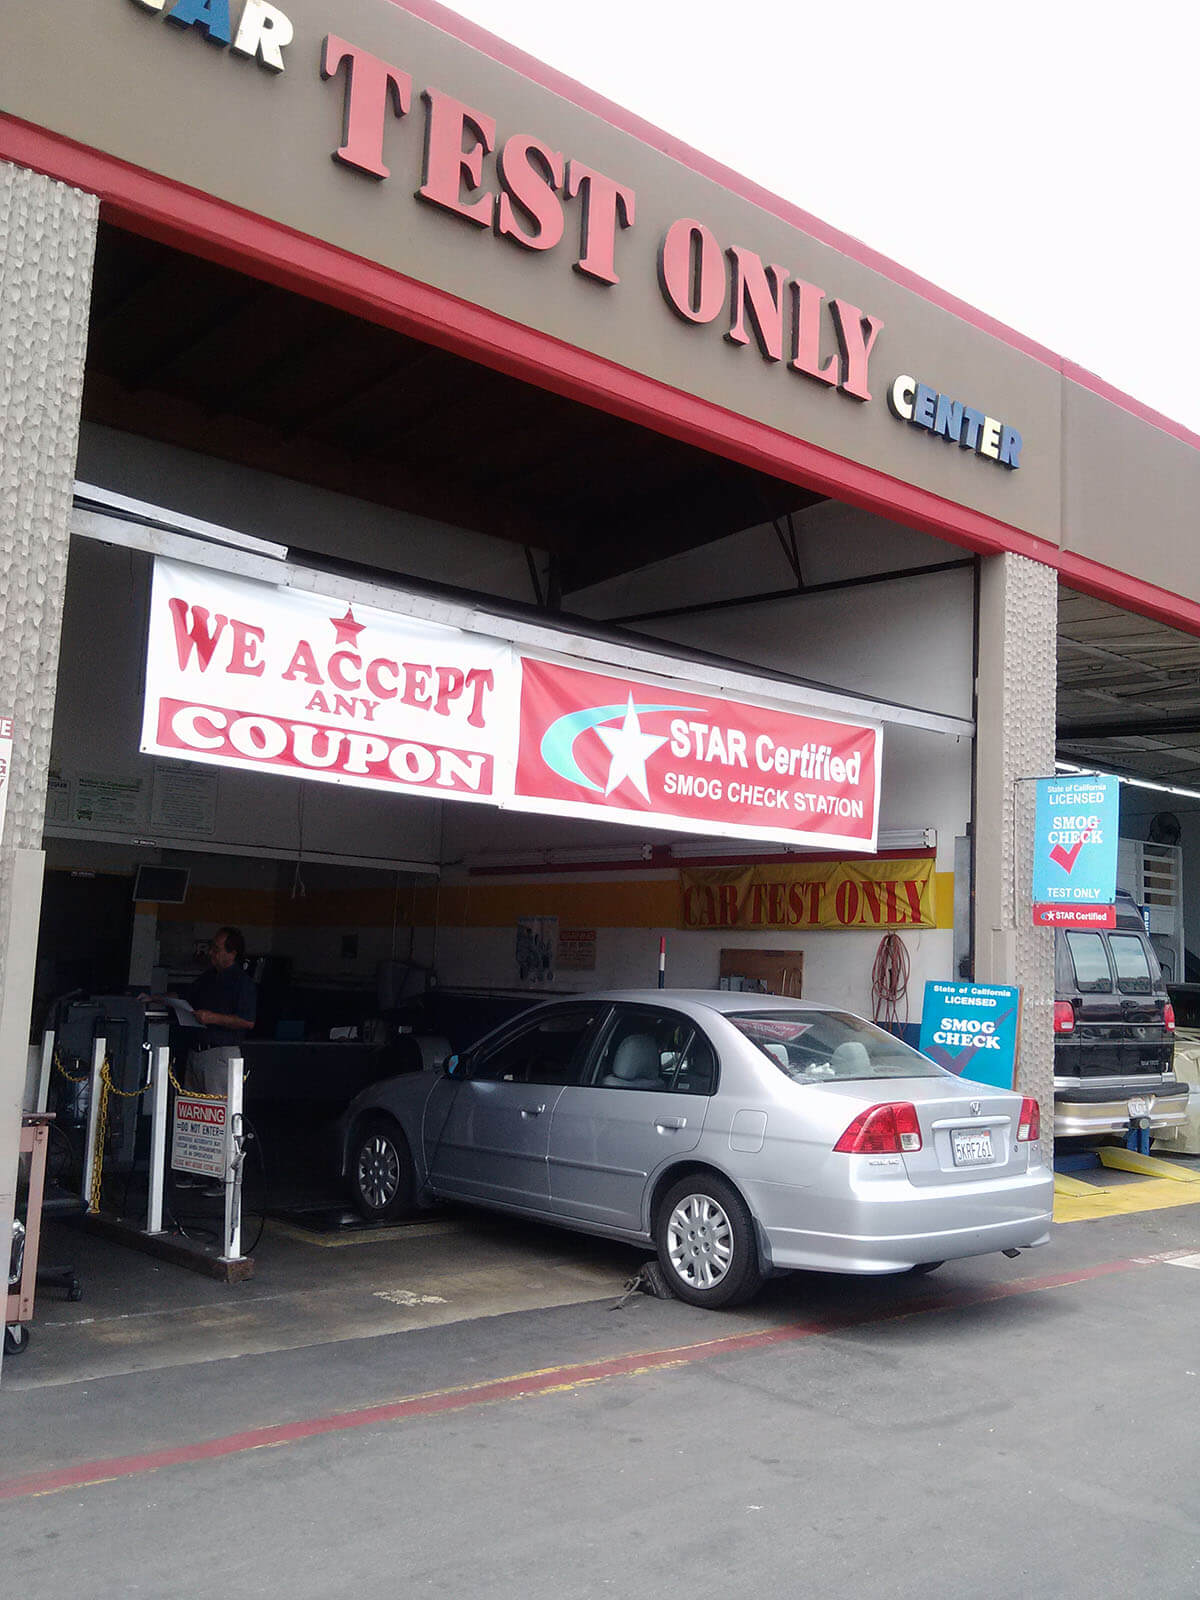 CAR
TEST ONLY
CENTER
WE ACCEPT
ANY
COUPON
STAR Certified
SMOG CHECK STATION
State of California
LICENSED
SMOG
CHECK
TEST ONLY
STAR Certified
CAR TEST ONLY
State of California
LICENSED
SMOG
CHECK
WARNING
DO NOT ENTER
5KRF261